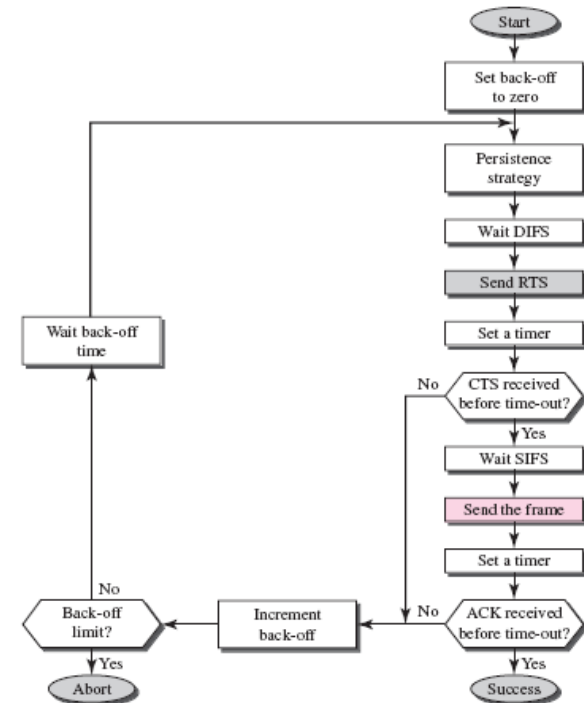 Start
Set back-off
to zero
Persistence
strategy
Wait DIFS
Send RTS
Wait back-off
time
Set a timer
No
CTS received
before time-out?
Yes
Wait SIFS
Send the frame
Set a timer
No
Back-off
limit?
Increment
back-off
No
ACK received
before time-out?
Yes
Yes
Abort
Success